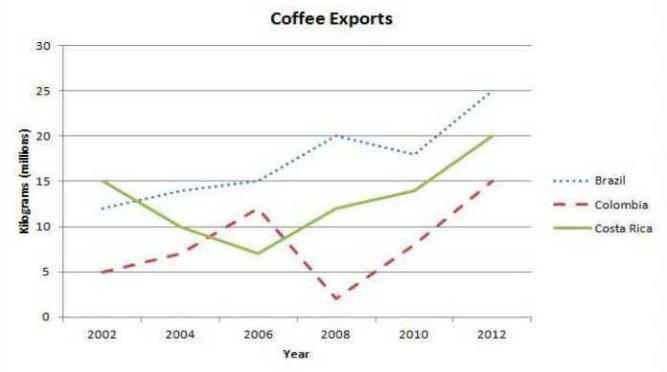 Coffee Exports
30
25
20
15
10
5
0
Kilograms (millions)
2002 2004 2006 2008 2010 2012
Year
Brazil
Colombia
Costa Rica